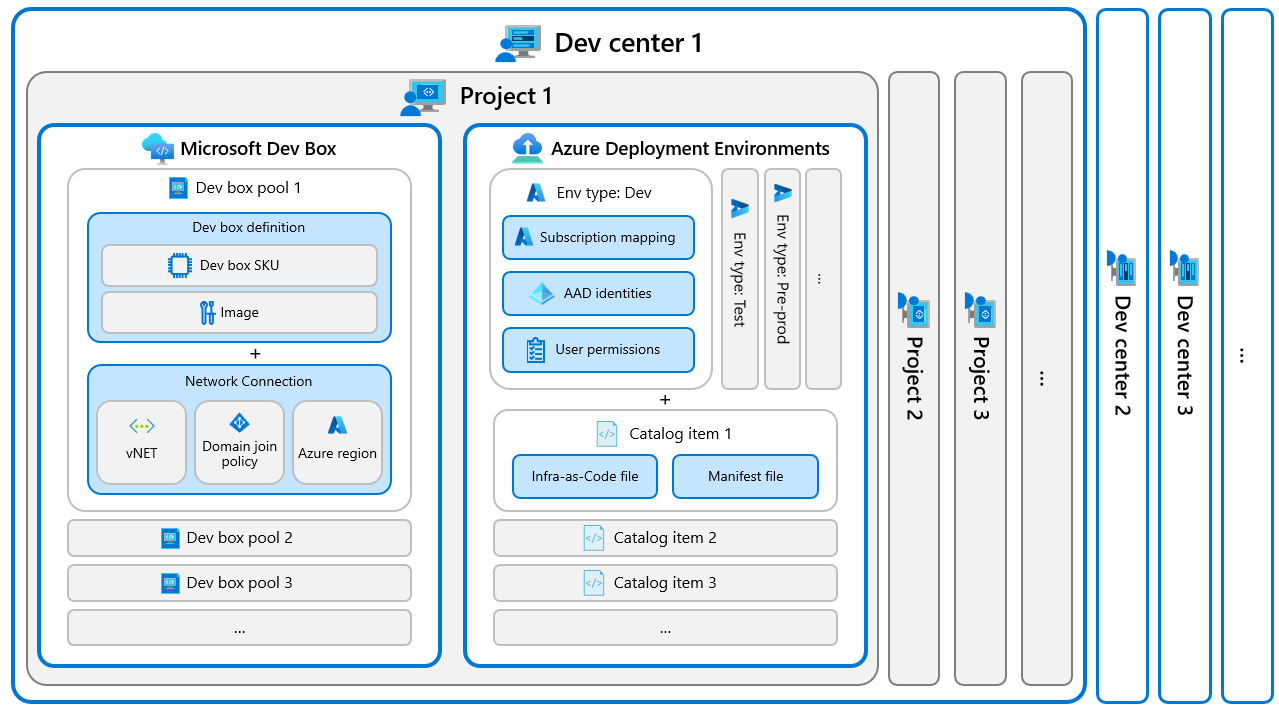 Dev center 1
Project 1
Microsoft Dev Box
Dev box pool 1
Dev box definition
Dev box SKU
Image
+
Network Connection
vNET
Domain join
policy
Azure region
Dev box pool 2
Dev box pool 3
...
Azure Deployment Environments
Env type: Dev
Subscription mapping
AAD identities
User permissions
Env type: Test
Env type: Pre-prod
...
+
Catalog item 1
Infra-as-Code file
Manifest file
Catalog item 2
Catalog item 3
...
Project 2
Project 3
...
Dev center 2
Dev center 3
...